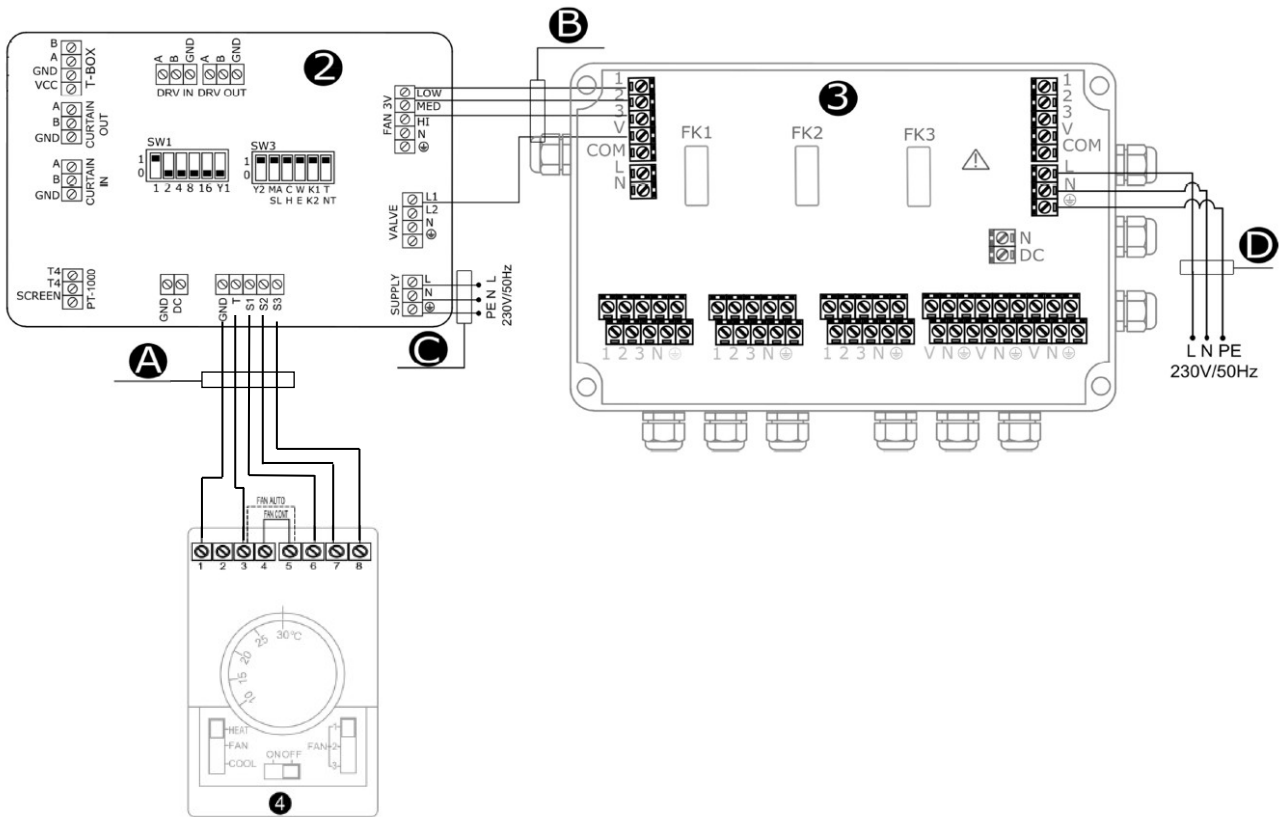 B
A
GND
VCC
T-BOX
A
B
GND
CURTAIN
OUT
A
B
GND
CURTAIN
IN
T4
T4
SCREEN
PT-1000
A B GND A B GND
DRV IN DRV OUT
2
SW1
1
0
1 2 4 8 16 Y1
SW3
1
0
Y2 MA C W K1 T
SL H E K2 NT
FAN 3V
LOW
MED
HI
N
VALVE
L1
L2
N
SUPPLY
L
N
PE N L
230V/50Hz
GND
DC
GND
T
S1
S2
S3
A
B
C
3
1
2
3
V
COM
L
N
FK1
FK2
FK3
1
2
3
V
COM
L
N
N
DC
1 2 3 N
1 2 3 N
1 2 3 N
V N V N V N
D
L N PE
230V/50Hz
FAN AUTO
FAN CONT
1 2 3 4 5 6 7 8
10
15
20
25
30°C
HEAT
FAN
COOL
ON OFF
FAN
1
2
3
4